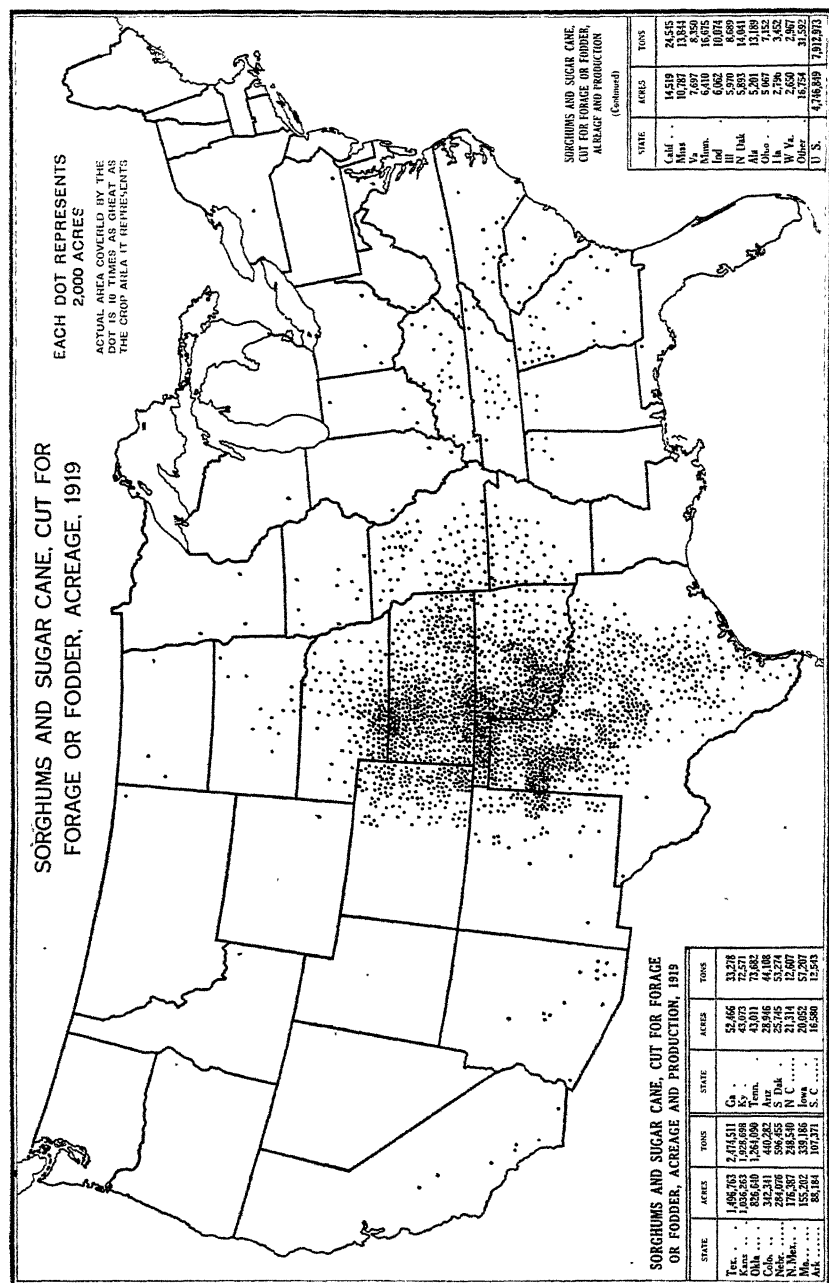 SORGHUMS AND SUGAR CANE, CUT FOR
FORAGE OR FODDER, ACREAGE, 1919
EACH DOT REPRESENTS
2,000 ACRES
ACTUAL AREA COVERED BY THE
DOT IS 10 TIMES AS GREAT AS
THE CROP AREA IT REPRESENTS
SORGHUMS AND SUGAR CANE, CUT FOR FORAGE
OR FODDER, ACREAGE AND PRODUCTION, 1919
STATE ACRES TONS STATE ACRES TONS
Tex. . . 1,496,763 2,474,511 Ga . 52,466 33,278
Kans . . 1,036,263 1,928,698 Ky . 43,073 72,571
Okla . . . 826,640 1,264,090 Tenn. . 43,011 73,682
Colo. . . 342,341 440,282 Ariz 28,946 44,108
Nebr. . . . 284,076 596,455 S Dak . 25,745 53,274
N. Mex. . . 176,387 248,540 N C . . . . . 21,314 12,607
Mo. . . . . 155,202 339,186 Iowa . . . . 20,052 57,207
Ark . . . . . 88,184 107,371 S. C . . . . . 16,580 12,543
SORGHUMS AND SUGAR CANE,
CUT FOR FORAGE OR FODDER,
ACREAGE AND PRODUCTION
(Continued)
STATE ACRES TONS
Calif . . 14,519 24,545
Miss 10,787 13,844
Va 7,697 8,350
Minn. 6,410 16,675
Ind 6,062 10,074
Ill 5,970 8,689
N Dak 5,893 14,041
Ala 5,201 13,189
Ohio . . 5 067 7,152
La 2,796 3,452
W Va. 2,650 2,967
Other 16,754 31,592
U S. 4,746,849 7,912,973